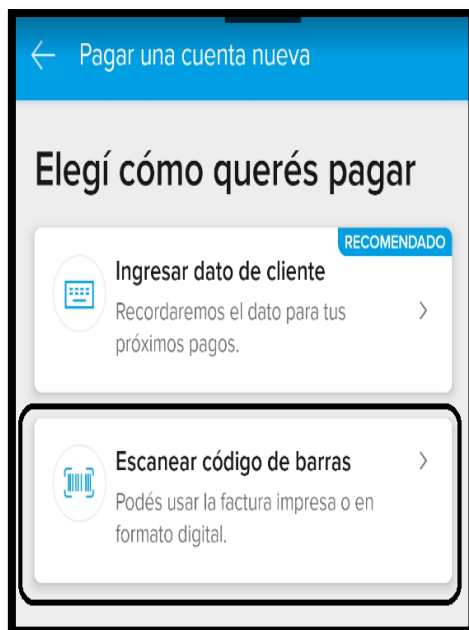 Pagar una cuenta nueva
Elegí cómo querés pagar
RECOMENDADO
Ingresar dato de cliente
Recordaremos el dato para tus
próximos pagos.
Escanear código de barras
Podés usar la factura impresa o en
formato digital.